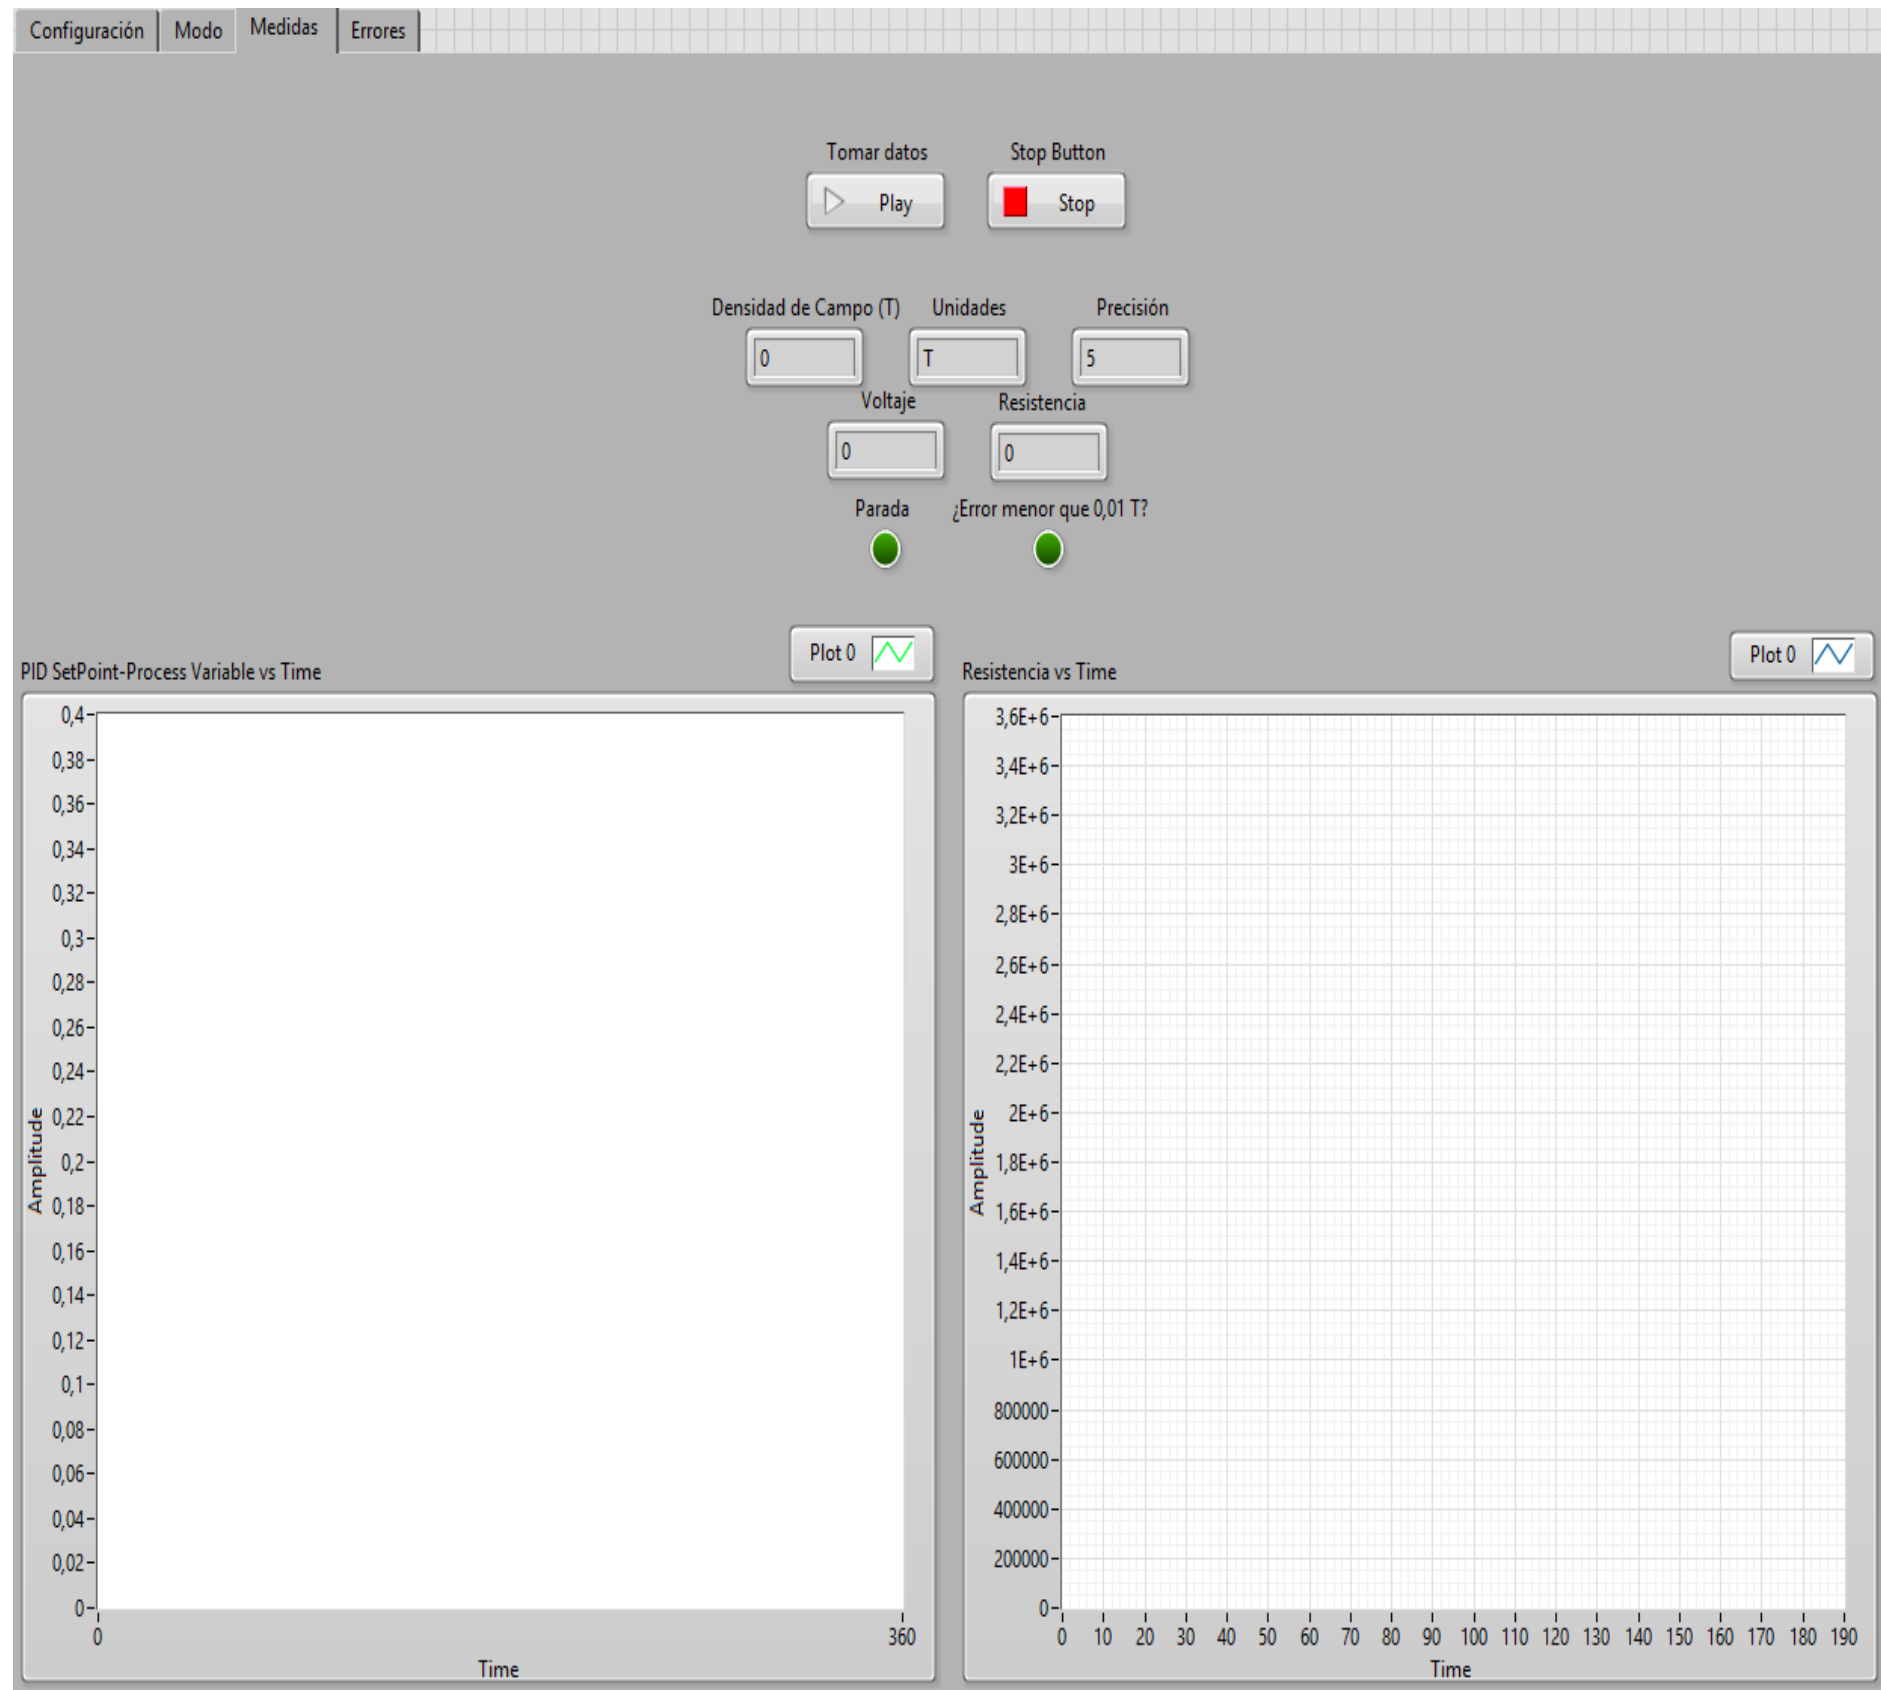 Configuración Modo Medidas Errores
Tomar datos Stop Button
Play Stop
Densidad de Campo (T) Unidades Precisión
0 T 5
Voltaje Resistencia
0 0
Parada ¿Error menor que 0,01 T?
Plot 0
PID SetPoint-Process Variable vs Time
0,4
0,38
0,36
0,34
0,32
0,3
0,28
0,26
0,24
0,22
0,2
0,18
0,16
0,14
0,12
0,1
0,08
0,06
0,04
0,02
0
Amplitude
0 360
Time
Plot 0
Resistencia vs Time
3,6E+6
3,4E+6
3,2E+6
3E+6
2,8E+6
2,6E+6
2,4E+6
2,2E+6
2E+6
1,8E+6
1,6E+6
1,4E+6
1,2E+6
1E+6
800000
600000
400000
200000
0
Amplitude
0 10 20 30 40 50 60 70 80 90 100 110 120 130 140 150 160 170 180 190
Time